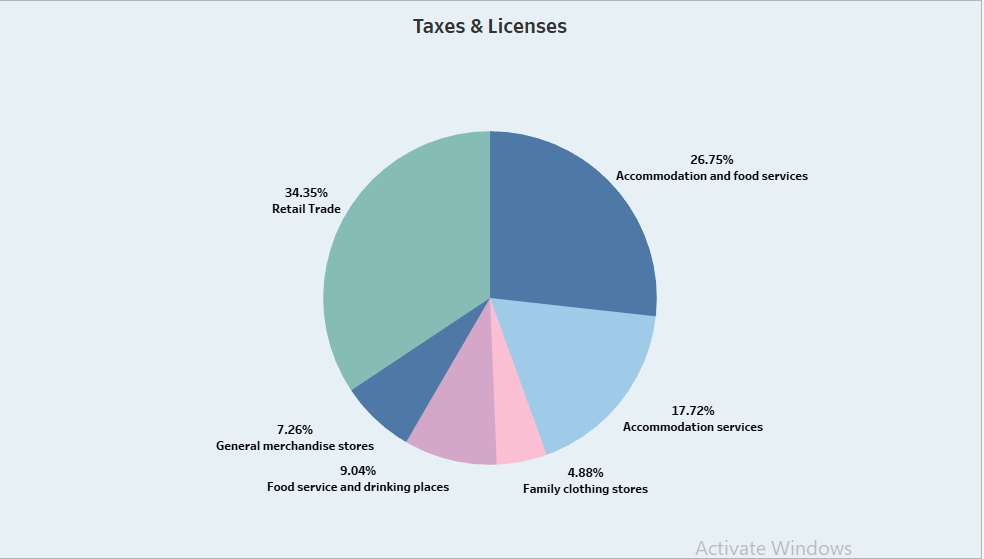 Taxes & Licenses
26.75%
Accommodation and food services
34.35%
Retail Trade
17.72%
Accommodation services
7.26%
General merchandise stores
9.04%
Food service and drinking places
4.88%
Family clothing stores
Activate Windows